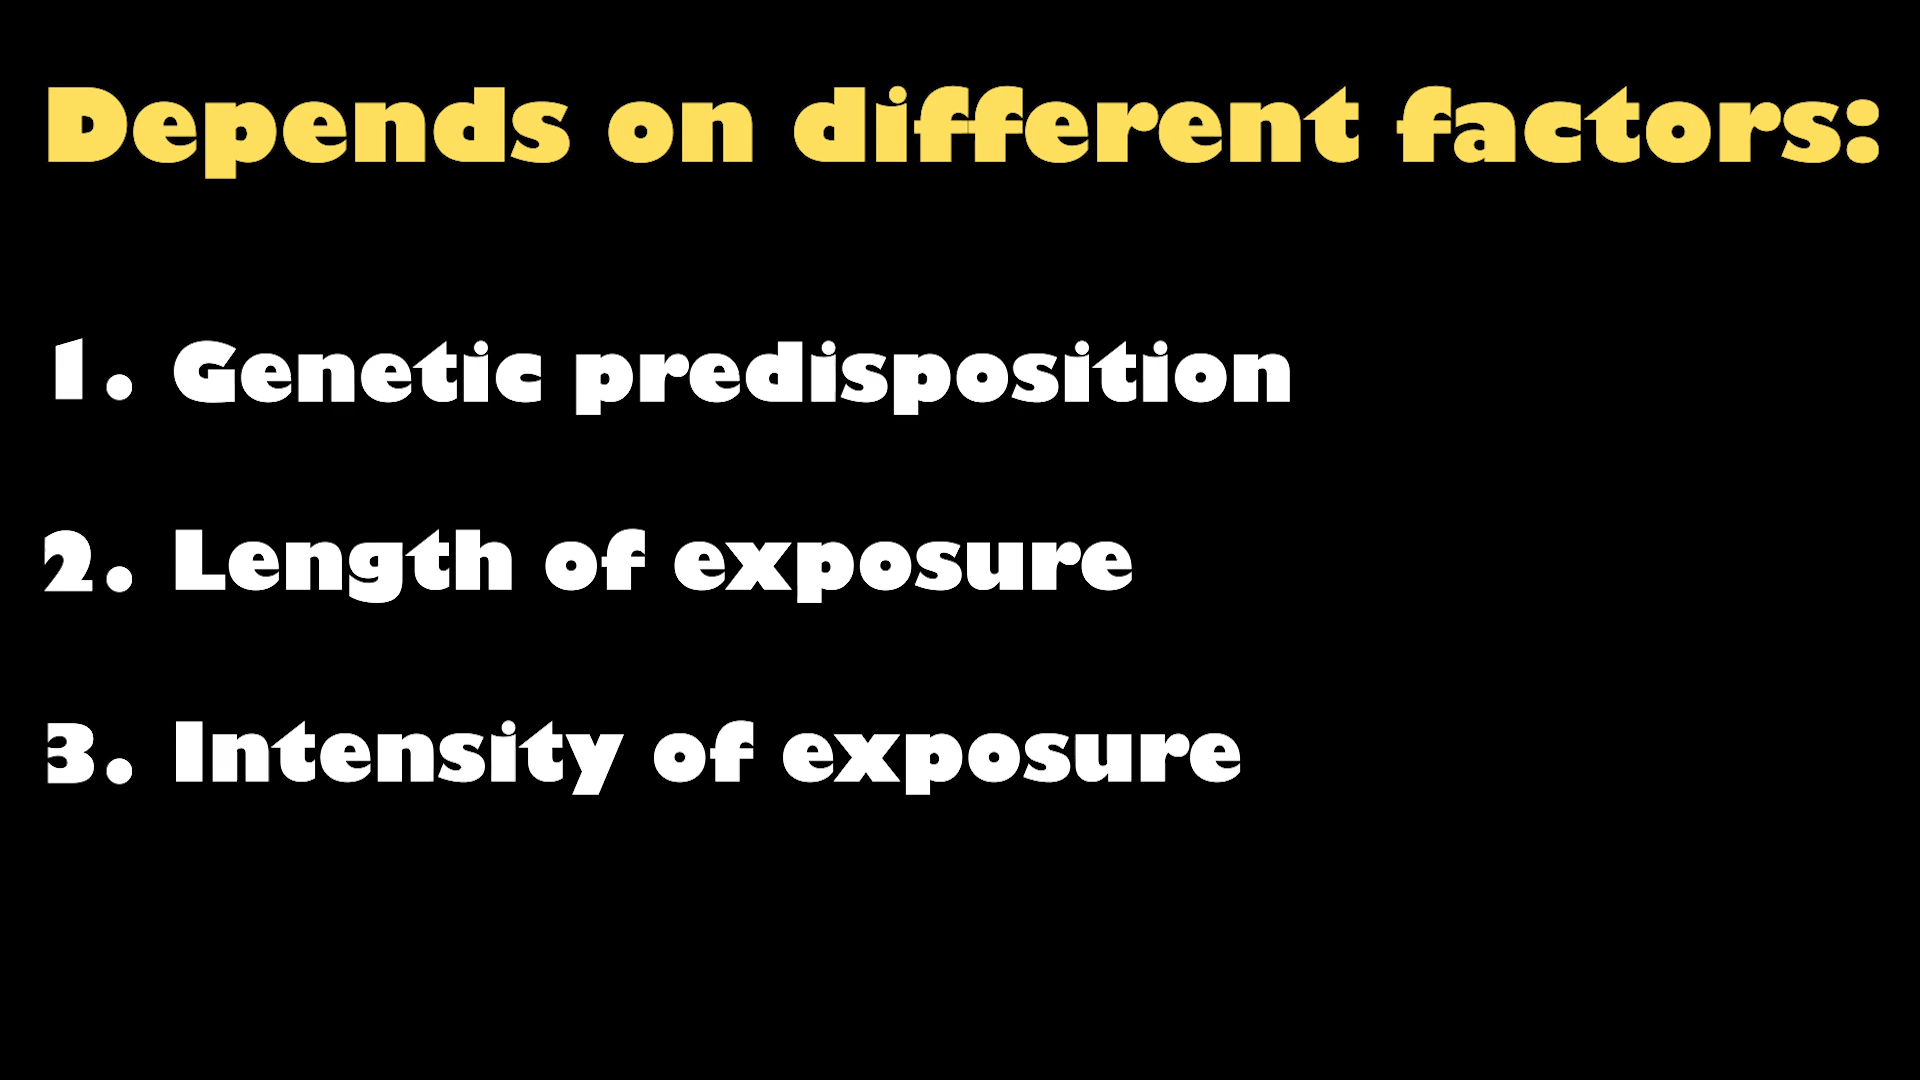 Depends on different factors:
1. Genetic predisposition
2. Length of exposure
3. Intensity of exposure